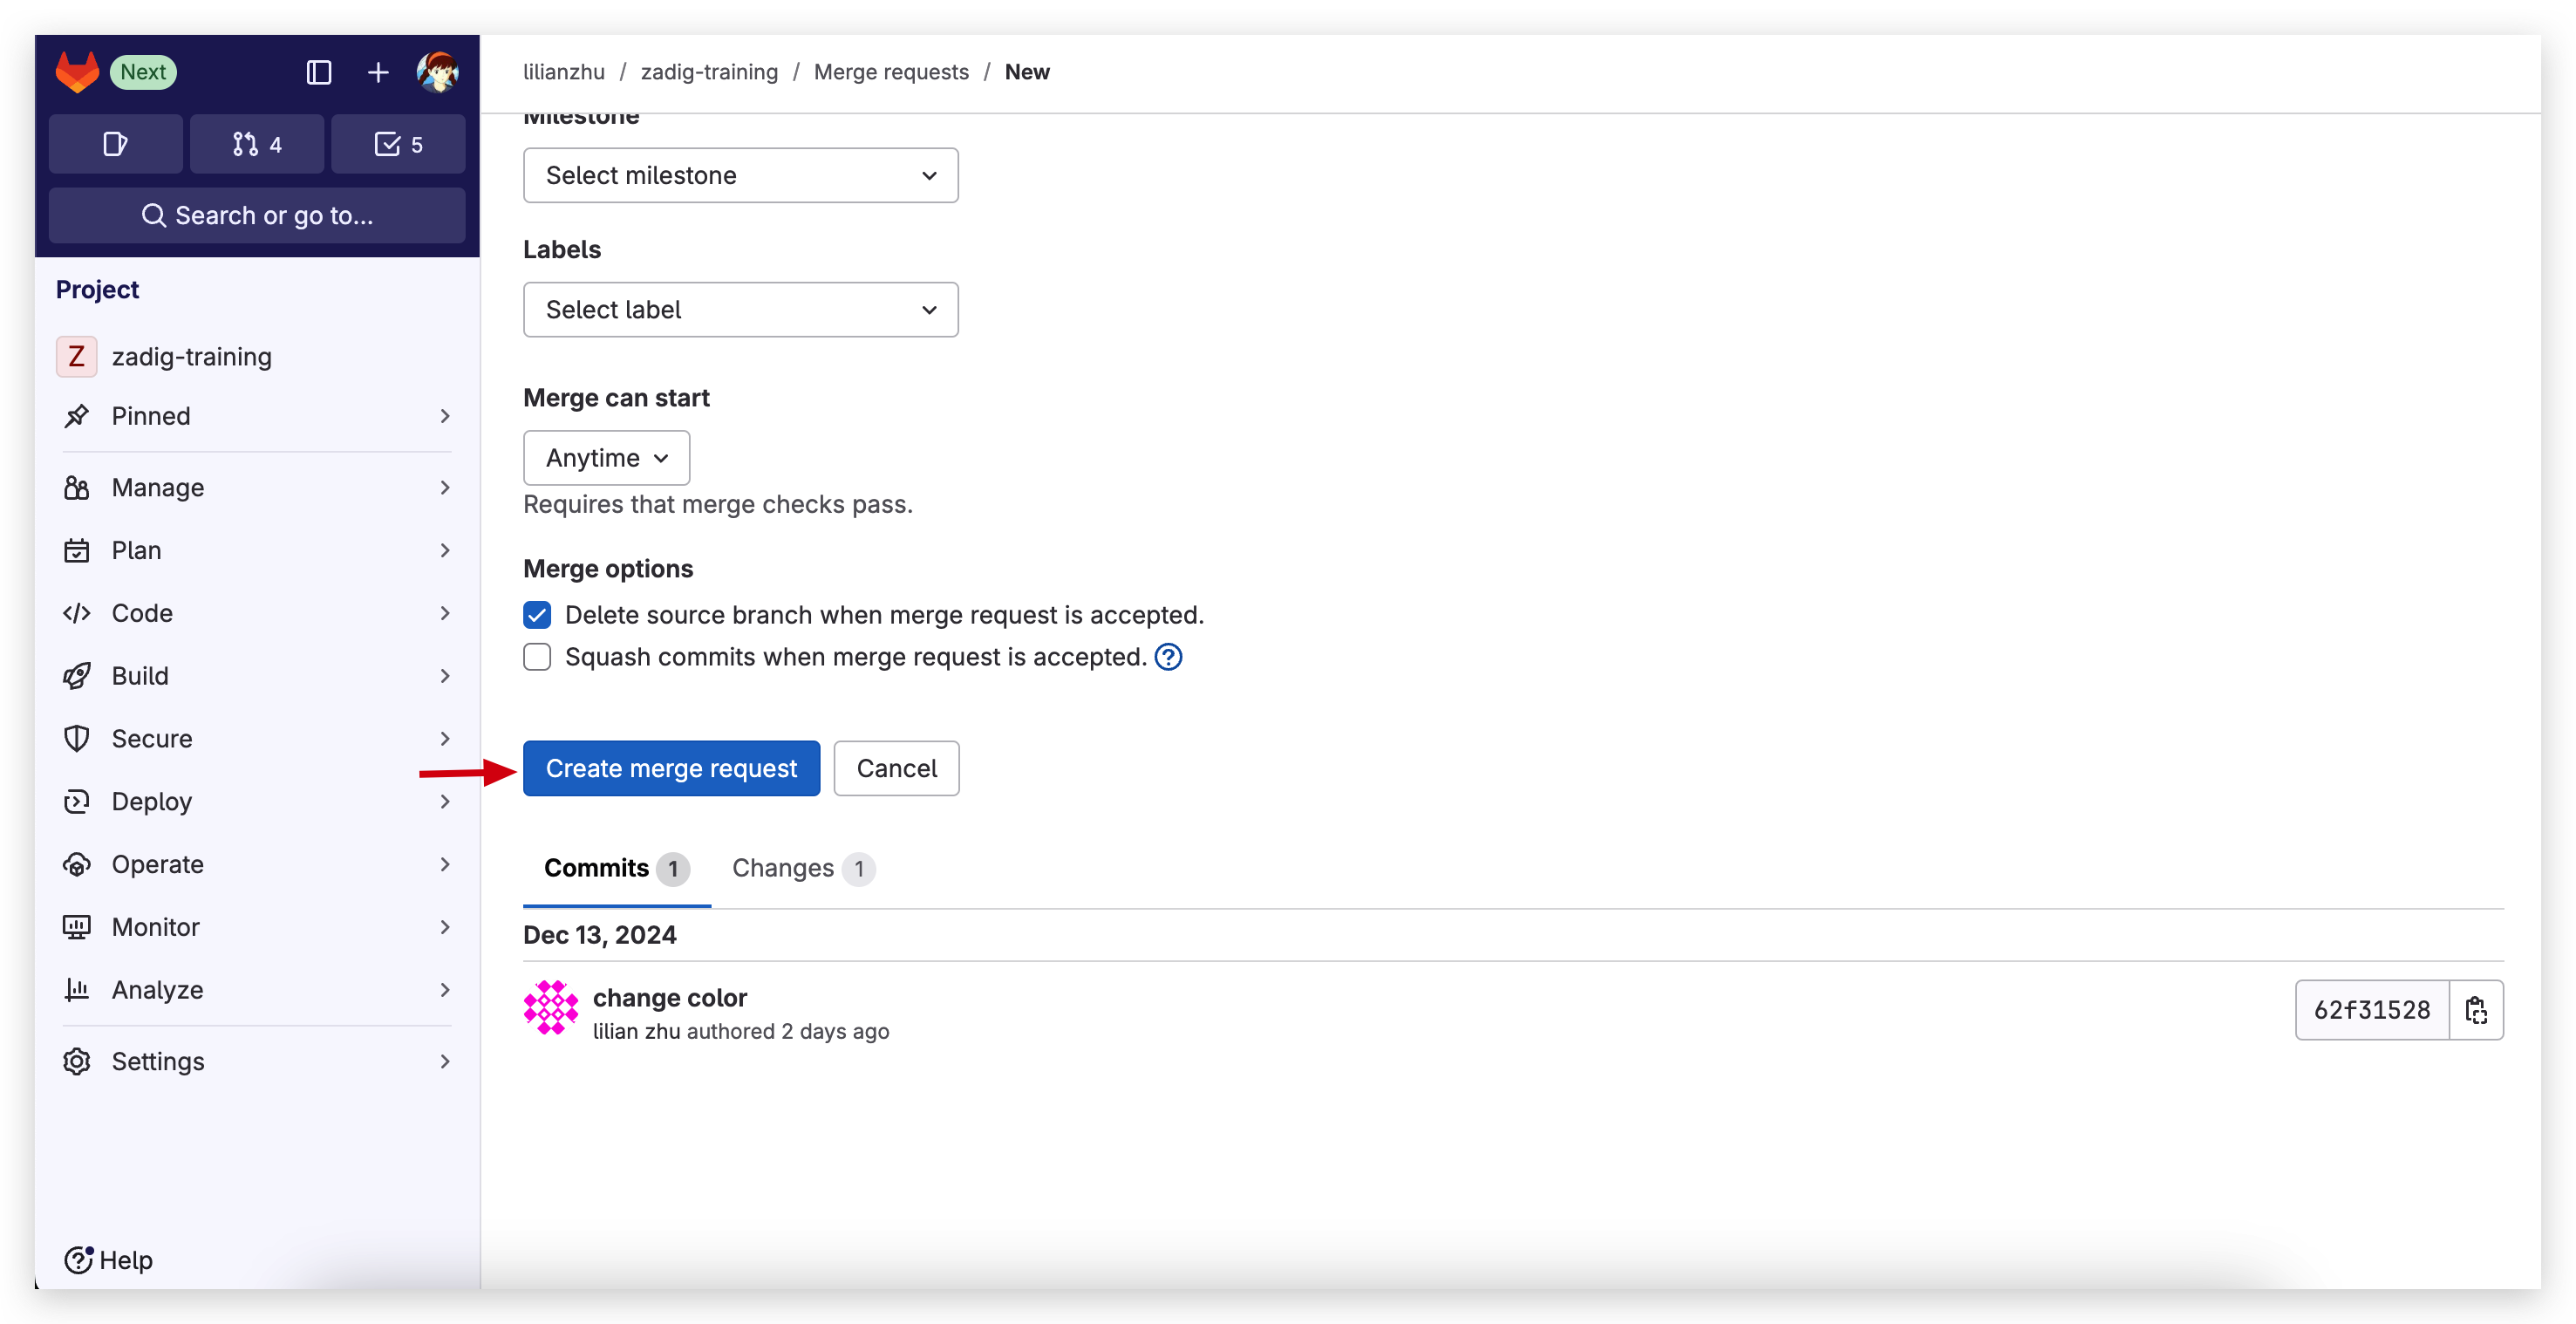 Next
4
5
Search or go to...
Project
Z zadig-training
Pinned
Manage
Plan
Code
Build
Secure
Deploy
Operate
Monitor
Analyze
Settings
Help
lilianzhu / zadig-training / Merge requests / New
Milestone
Select milestone
Labels
Select label
Merge can start
Anytime
Requires that merge checks pass.
Merge options
Delete source branch when merge request is accepted.
Squash commits when merge request is accepted. ?
Create merge request Cancel
Commits 1 Changes 1
Dec 13, 2024
change color
lilian zhu authored 2 days ago
62f31528